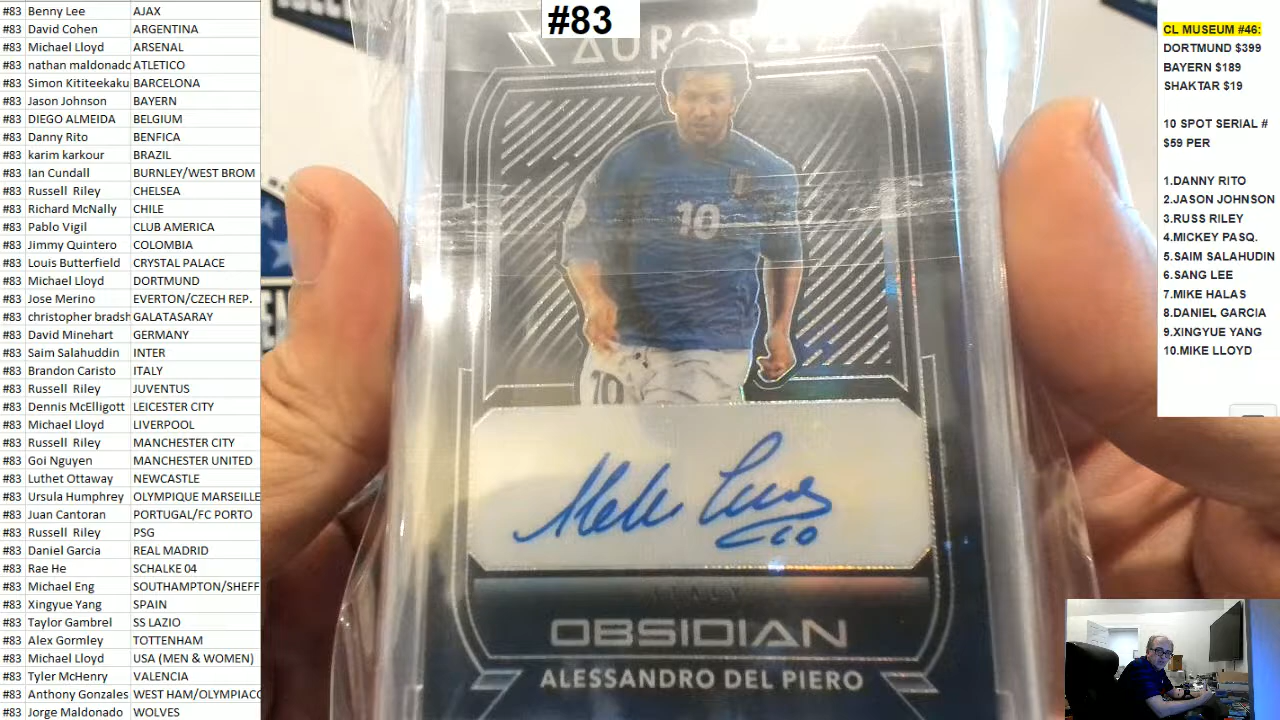 #83 Benny Lee AJAX
#83 David Cohen ARGENTINA
#83 Michael Lloyd ARSENAL
#83 nathan maldonado ATLETICO
#83 Simon Kititeekaku BARCELONA
#83 Jason Johnson BAYERN
#83 DIEGO ALMEIDA BELGIUM
#83 Danny Rito BENFICA
#83 karim karkour BRAZIL
#83 Ian Cundall BURNLEY/WEST BROM
#83 Russell Riley CHELSEA
#83 Richard McNally CHILE
#83 Pablo Vigil CLUB AMERICA
#83 Jimmy Quintero COLOMBIA
#83 Louis Butterfield CRYSTAL PALACE
#83 Michael Lloyd DORTMUND
#83 Jose Merino EVERTON/CZECH REP.
#83 christopher bradsh GALATASARAY
#83 David Minehart GERMANY
#83 Saim Salahuddin INTER
#83 Brandon Caristo ITALY
#83 Russell Riley JUVENTUS
#83 Dennis McElligott LEICESTER CITY
#83 Michael Lloyd LIVERPOOL
#83 Russell Riley MANCHESTER CITY
#83 Goi Nguyen MANCHESTER UNITED
#83 Luthet Ottaway NEWCASTLE
#83 Ursula Humphrey OLYMPIQUE MARSEILLE
#83 Juan Cantoran PORTUGAL/FC PORTO
#83 Russell Riley PSG
#83 Daniel Garcia REAL MADRID
#83 Rae He SCHALKE 04
#83 Michael Eng SOUTHAMPTON/SHEFF
#83 Xingyue Yang SPAIN
#83 Taylor Gambrel SS LAZIO
#83 Alex Gormley TOTTENHAM
#83 Michael Lloyd USA (MEN & WOMEN)
#83 Tyler McHenry VALENCIA
#83 Anthony Gonzales WEST HAM/OLYMPIACO
#83 Jorge Maldonado WOLVES
#83
10
10
10
OBSIDIAN
ALESSANDRO DEL PIERO
CL MUSEUM #46:
DORTMUND $399
BAYERN $189
SHAKTAR $19
10 SPOT SERIAL #
$59 PER
1.DANNY RITO
2.JASON JOHNSON
3.RUSS RILEY
4.MICKEY PASQ.
5.SAIM SALAHUDIN
6.SANG LEE
7.MIKE HALAS
8.DANIEL GARCIA
9.XINGYUE YANG
10.MIKE LLOYD